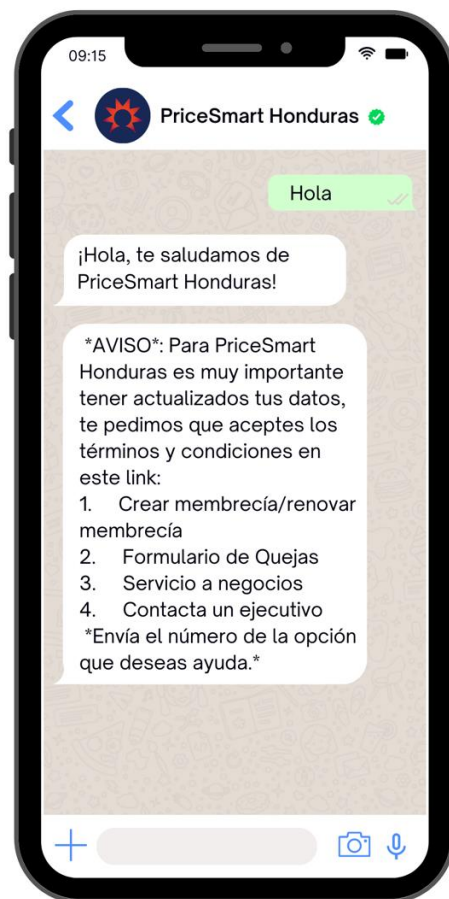 09:15
PriceSmart Honduras
Hola
¡Hola, te saludamos de
PriceSmart Honduras!
*AVISO*: Para PriceSmart
Honduras es muy importante
tener actualizados tus datos,
te pedimos que aceptes los
términos y condiciones en
este link:
1. Crear membrecía/renovar
membrecía
2. Formulario de Quejas
3. Servicio a negocios
4. Contacta un ejecutivo
*Envía el número de la opción
que deseas ayuda.*